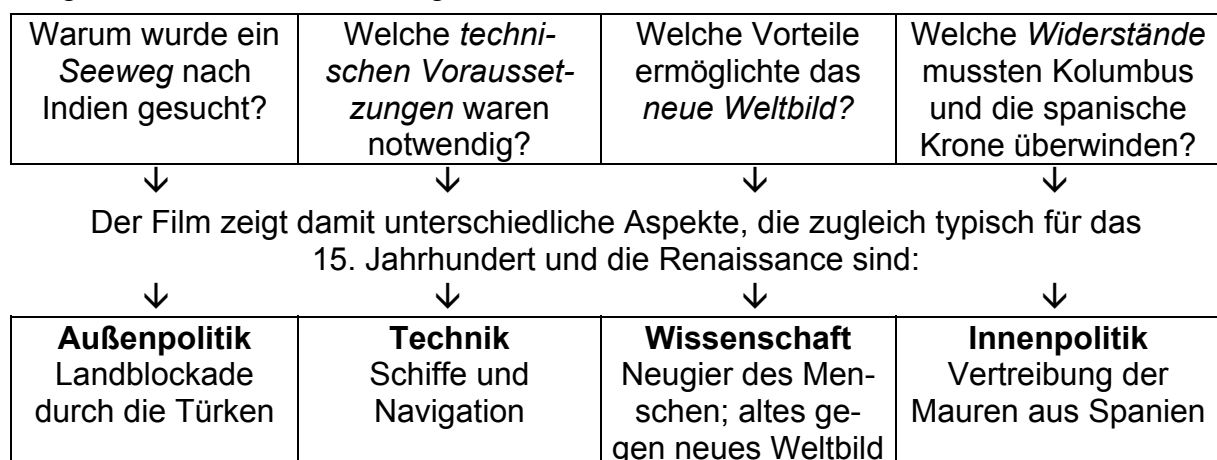 Warum wurde ein
Seeweg nach
Indien gesucht?
Welche techni-
schen Vorausset-
zungen waren
notwendig?
Welche Vorteile
ermöglichte das
neue Weltbild?
Welche Widerstände
mussten Kolumbus
und die spanische
Krone überwinden?
↓ ↓ ↓ ↓
Der Film zeigt damit unterschiedliche Aspekte, die zugleich typisch für das
15. Jahrhundert und die Renaissance sind:
↓ ↓ ↓ ↓
Außenpolitik
Landblockade
durch die Türken
Technik
Schiffe und
Navigation
Wissenschaft
Neugier des Men-
schen; altes ge-
gen neues Weltbild
Innenpolitik
Vertreibung der
Mauren aus Spanien